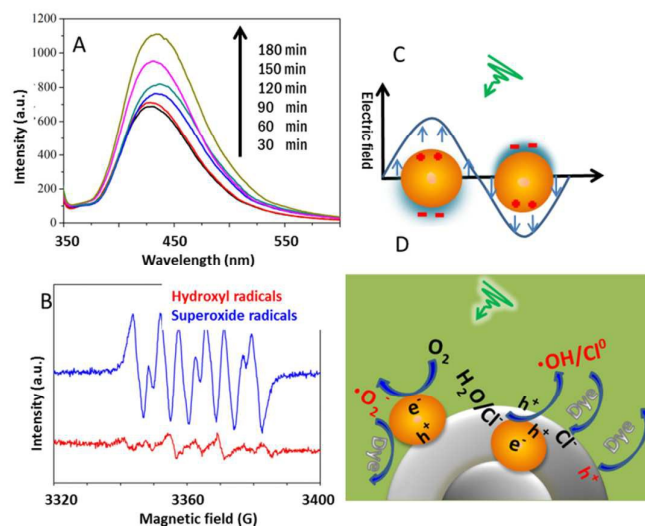 A
1200
1000
800
600
400
200
0
Intensity (a.u.)
180 min
150 min
120 min
90 min
60 min
30 min
350
450
550
Wavelength (nm)
B
Hydroxyl radicals
Superoxide radicals
Intensity (a.u.)
3320
3360
3400
Magnetic field (G)
C
Electric field
D
O₂
·O₂⁻
e⁻
h⁺
Dye
H₂O/Cl⁻
h⁺
·OH/Cl⁰
e⁻
h⁺
Cl⁻
Dye
Dye
h⁺